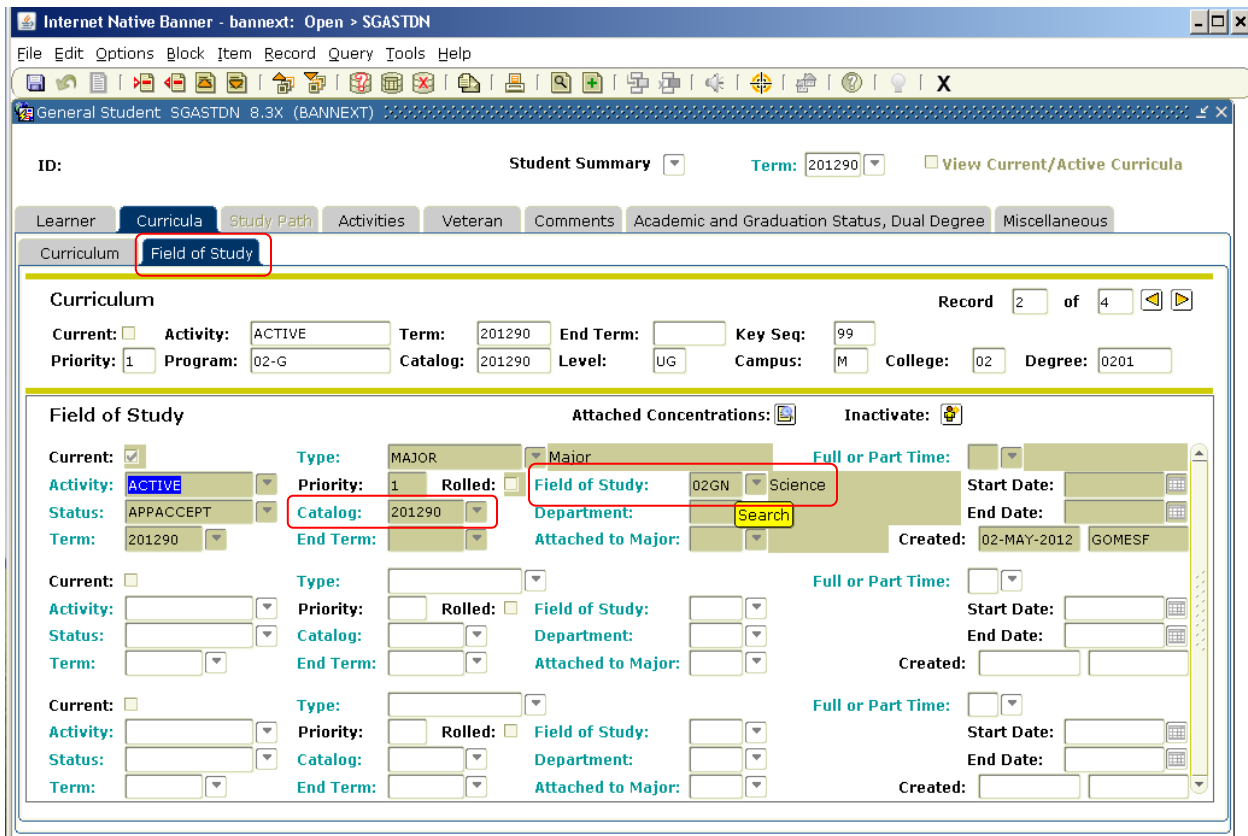 Internet Native Banner - bannext: Open > SGASTDN
File Edit Options Block Item Record Query Tools Help
X
General Student SGASTDN 8.3X (BANNEXT)
ID: Student Summary Term: 201290 View Current/Active Curricula
Learner Curricula Study Path Activities Veteran Comments Academic and Graduation Status, Dual Degree Miscellaneous
Curriculum Field of Study
Curriculum Record 2 of 4
Current: Activity: ACTIVE Term: 201290 End Term: Key Seq: 99
Priority: 1 Program: 02-G Catalog: 201290 Level: UG Campus: M College: 02 Degree: 0201
Field of Study Attached Concentrations: Inactivate:
Current: Type: MAJOR Major Full or Part Time:
Activity: ACTIVE Priority: 1 Rolled: Field of Study: 02GN Science Start Date:
Status: APPACCEPT Catalog: 201290 Department: Search End Date:
Term: 201290 End Term: Attached to Major: Created: 02-MAY-2012 GOMESF
Current: Type: Full or Part Time:
Activity: Priority: Rolled: Field of Study: Start Date:
Status: Catalog: Department: End Date:
Term: End Term: Attached to Major: Created:
Current: Type: Full or Part Time:
Activity: Priority: Rolled: Field of Study: Start Date:
Status: Catalog: Department: End Date:
Term: End Term: Attached to Major: Created: